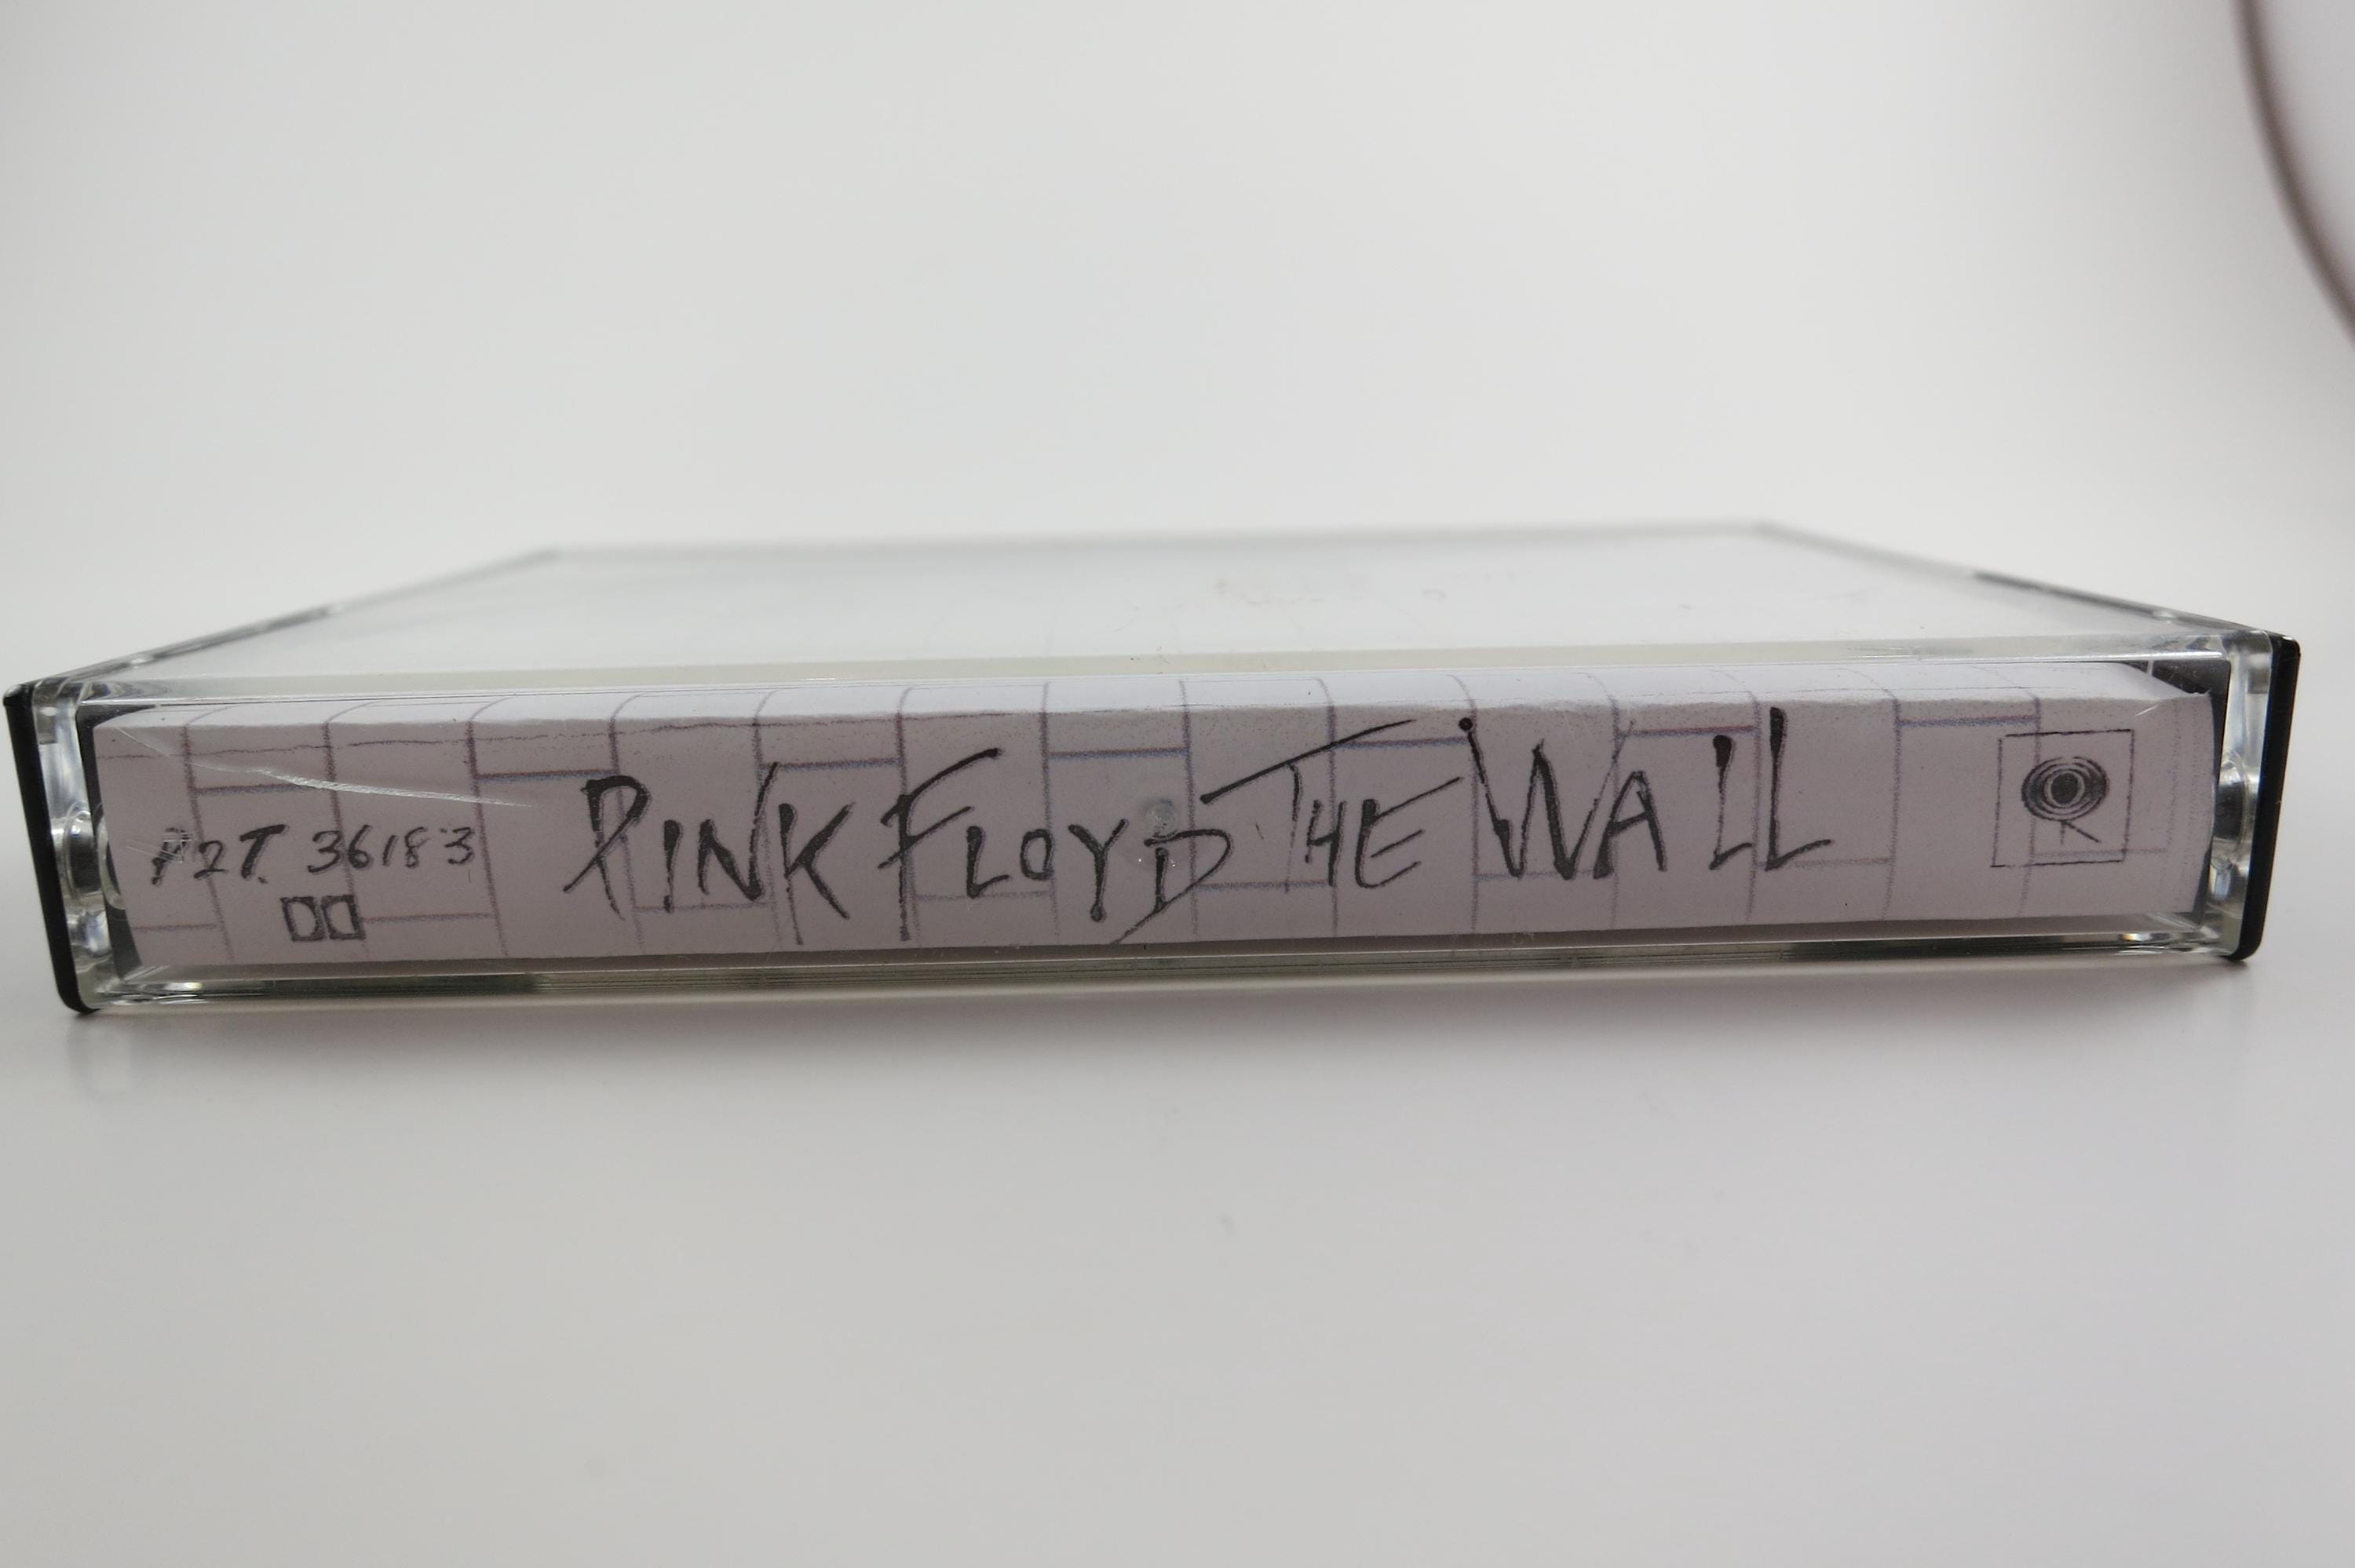 P2T 36183
PINK FLOYD THE WALL